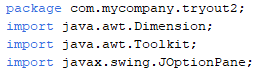 package com.mycompany.tryout2;
import java.awt.Dimension;
import java.awt.Toolkit;
import javax.swing.JOptionPane;